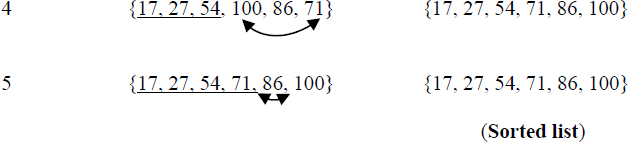 4 {17, 27, 54, 100, 86, 71} {17, 27, 54, 71, 86, 100}
5 {17, 27, 54, 71, 86, 100} {17, 27, 54, 71, 86, 100}
(Sorted list)